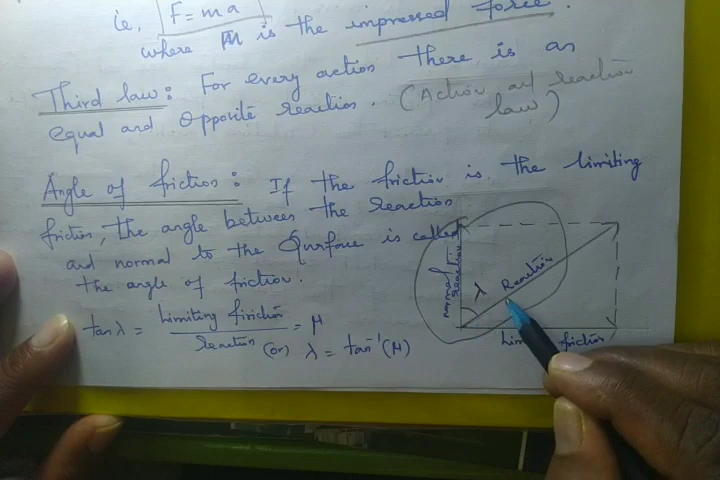 ie, F = ma
where F is the impressed force.
Third law: For every action there is an
equal and opposite reaction. (Action and reaction
law)
Angle of friction: If the friction is the limiting
friction, the angle between the reaction
and normal to the Surface is called
the angle of friction.
tan λ = Limiting friction / reaction = μ
(or) λ = tan⁻¹(μ)
normal reaction
λ
Reaction
friction